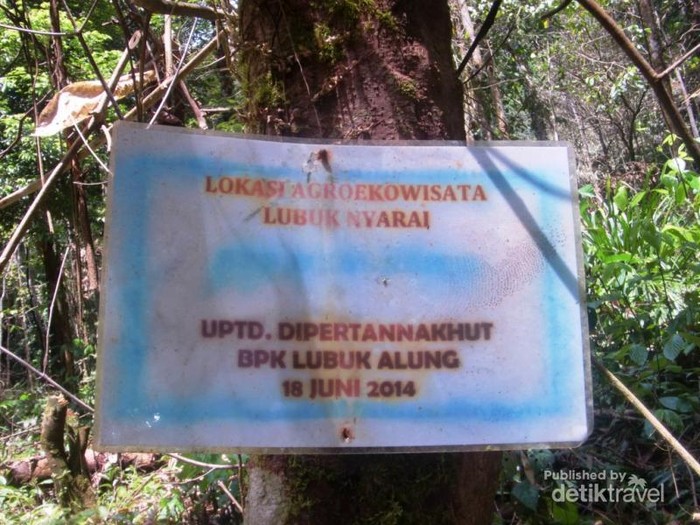 LOKASI AGROEKOWISATA
LUBUK NYARAI
UPTD. DIPERTANNAKHUT
BPK LUBUK ALUNG
18 JUNI 2014
Published by
detiktravel